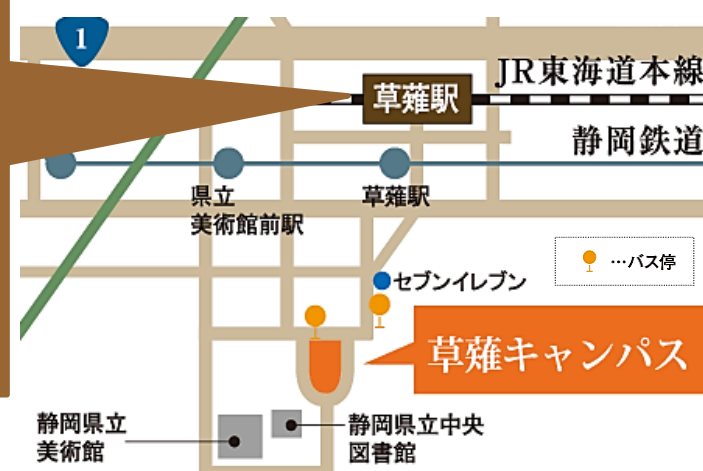 1
JR東海道本線
草薙駅
静岡鉄道
県立
美術館前駅
草薙駅
…バス停
セブンイレブン
草薙キャンパス
静岡県立
美術館
静岡県立中央
図書館